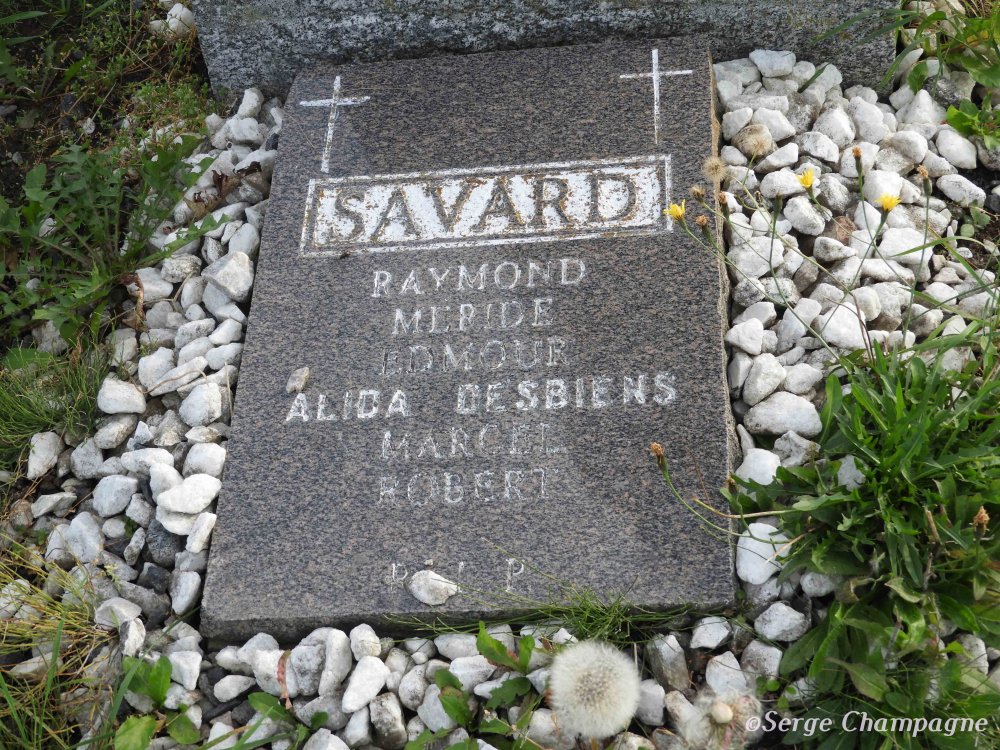 SAVARD
RAYMOND
MERIDE
EDMOUR
ALIDA DESBIENS
MARCEL
ROBERT
R. I. P.
©Serge Champagne